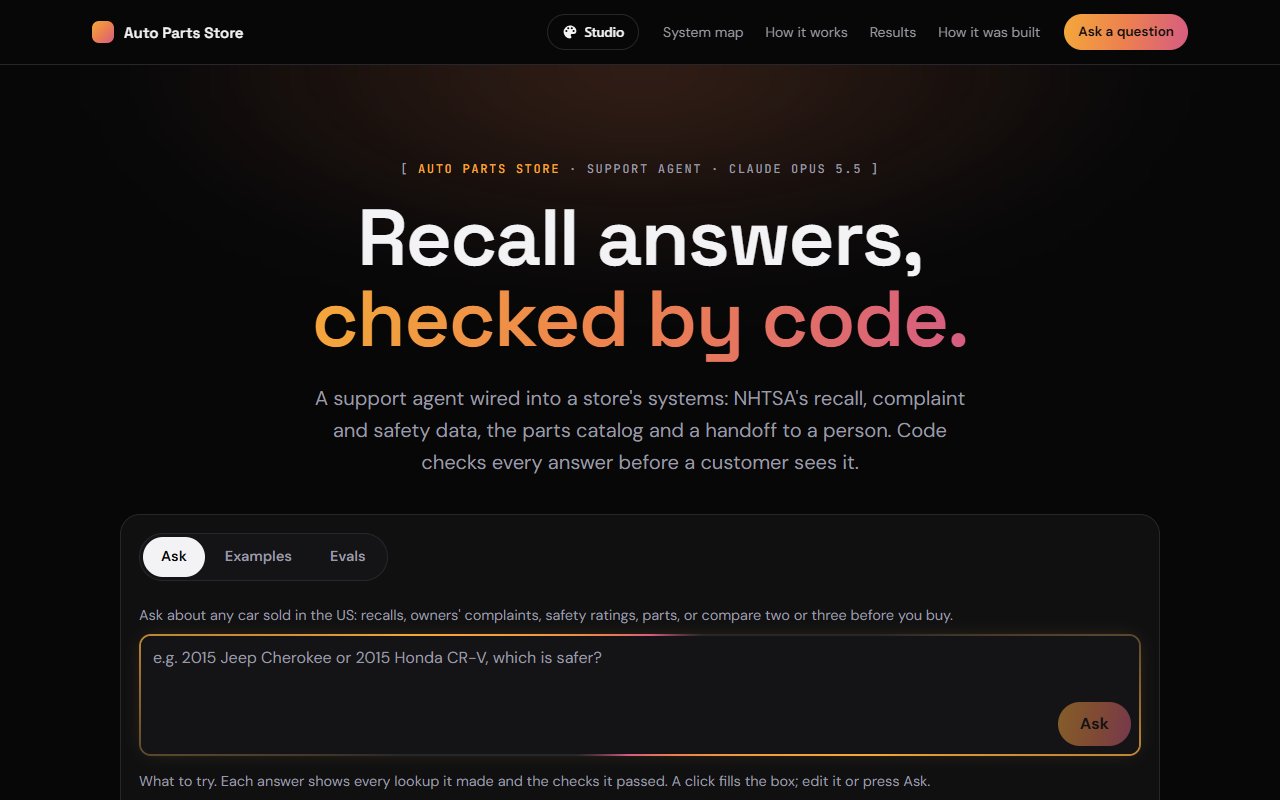 Auto Parts Store
Studio
System map
How it works
Results
How it was built
Ask a question
[ AUTO PARTS STORE · SUPPORT AGENT · CLAUDE OPUS 5.5 ]
Recall answers,
checked by code.
A support agent wired into a store's systems: NHTSA's recall, complaint
and safety data, the parts catalog and a handoff to a person. Code
checks every answer before a customer sees it.
Ask
Examples
Evals
Ask about any car sold in the US: recalls, owners' complaints, safety ratings, parts, or compare two or three before you buy.
e.g. 2015 Jeep Cherokee or 2015 Honda CR-V, which is safer?
Ask
What to try. Each answer shows every lookup it made and the checks it passed. A click fills the box; edit it or press Ask.